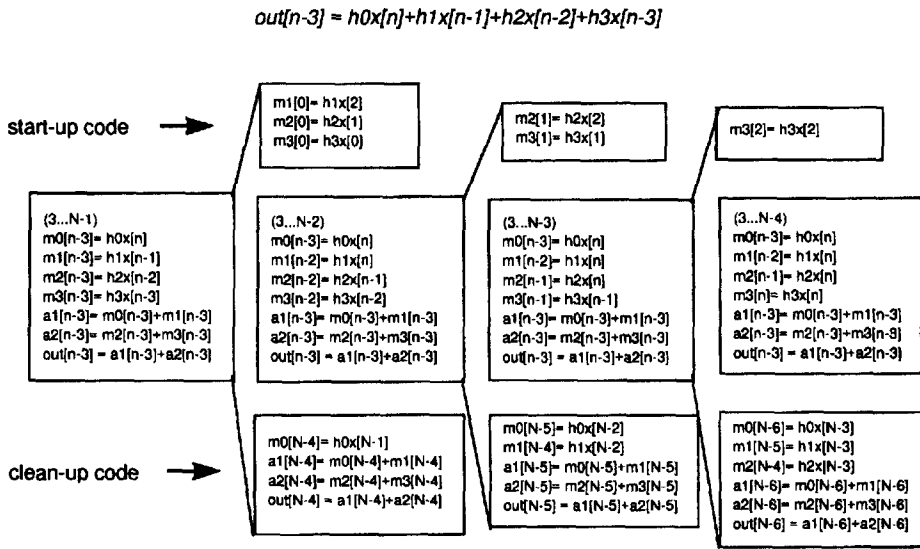 out[n-3] = h0x[n]+h1x[n-1]+h2x[n-2]+h3x[n-3]
start-up code
m1[0]= h1x[2}
m2[0]= h2x[1]
m3[0]= h3x[0)
m2[1]= h2x[2}
m3[1]= h3x[1]
m3[2]= h3x[2]
(3...N-1)
m0[n-3]= h0x[n]
m1[n-3]= h1x[n-1]
m2[n-3]= h2x[n-2]
m3[n-3]= h3x[n-3]
a1[n-3]= m0[n-3]+m1[n-3]
a2[n-3]= m2[n-3]+m3[n-3]
out[n-3] = a1[n-3]+a2[n-3]
(3...N-2)
m0[n-3]= h0x[n]
m1[n-2]= h1x[n]
m2[n-2]= h2x[n-1]
m3[n-2]= h3x[n-2]
a1[n-3]= m0[n-3]+m1[n-3]
a2[n-3]= m2[n-3]+m3[n-3]
out[n-3] = a1[n-3]+a2[n-3]
(3...N-3)
m0[n-3]= h0x[n]
m1[n-2]= h1x[n]
m2[n-1]= h2x[n]
m3[n-1]= h3x[n-1]
a1[n-3]= m0[n-3]+m1[n-3]
a2[n-3]= m2[n-3]+m3[n-3]
out[n-3] = a1[n-3]+a2[n-3}
(3...N-4)
m0[n-3]= h0x[n]
m1[n-2]= h1x[n]
m2[n-1]= h2x[n]
m3[n]= h3x[n]
a1[n-3]= m0[n-3]+m1[n-3]
a2[n-3]= m2[n-3]+m3[n-3]
out[n-3] = a1[n-3]+a2[n-3)
clean-up code
m0[N-4]= h0x[N-1]
a1[N-4]= m0[N-4]+m1[N-4]
a2[N-4]= m2[N-4]+m3[N-4]
out[N-4] = a1[N-4]+a2[N-4]
m0[N-5]= h0x[N-2]
m1[N-4]= h1x[N-2]
a1[N-5]= m0[N-5]+m1[N-5]
a2[N-5]= m2[N-5]+m3[N-5]
out[N-5] = a1[N-5]+a2[N-5]
m0[N-6]= h0x[N-3]
m1[N-5]= h1x[N-3]
m2[N-4]= h2x[N-3]
a1[N-6]= m0[N-6]+m1[N-6]
a2[N-6]= m2[N-6]+m3[N-6]
out[N-6] = a1[N-6]+a2[N-6]